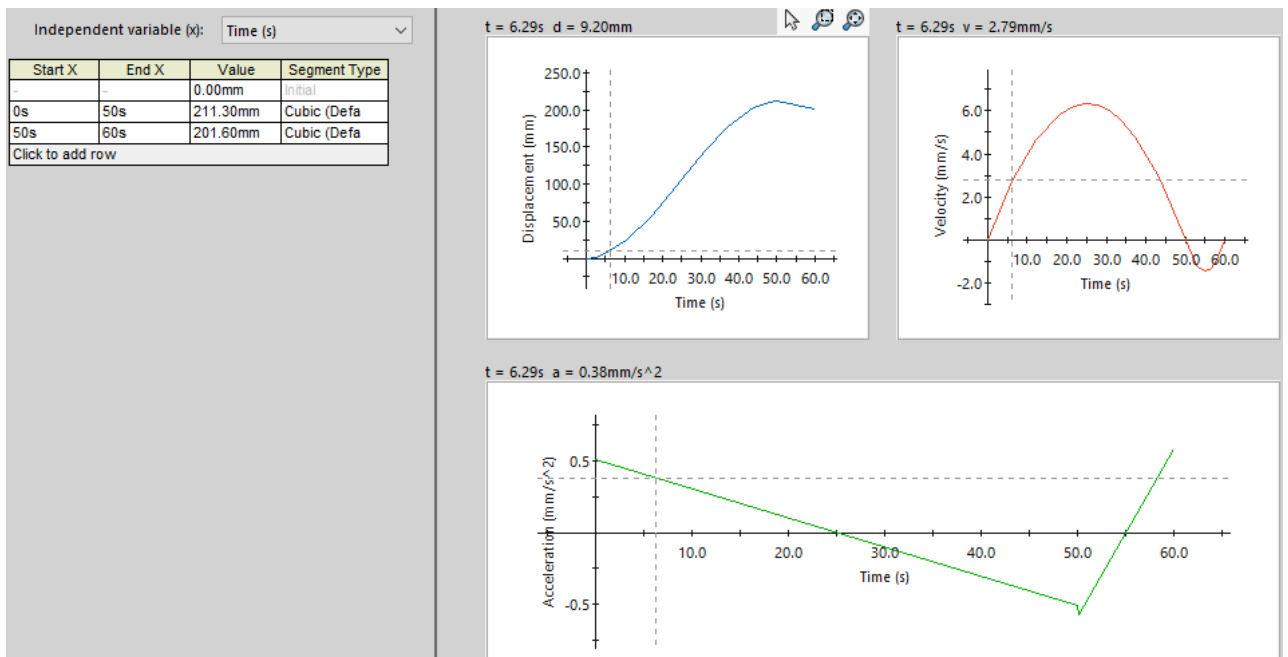 Independent variable (x): Time (s)
Start X End X Value Segment Type
- - 0.00mm Initial
0s 50s 211.30mm Cubic (Defa
50s 60s 201.60mm Cubic (Defa
Click to add row
t = 6.29s d = 9.20mm
250.0
200.0
150.0
100.0
50.0
Displacement (mm)
10.0 20.0 30.0 40.0 50.0 60.0
Time (s)
t = 6.29s v = 2.79mm/s
6.0
4.0
2.0
-2.0
Velocity (mm/s)
10.0 20.0 30.0 40.0 50.0 60.0
Time (s)
t = 6.29s a = 0.38mm/s^2
0.5
-0.5
Acceleration (mm/s^2)
10.0 20.0 30.0 40.0 50.0 60.0
Time (s)